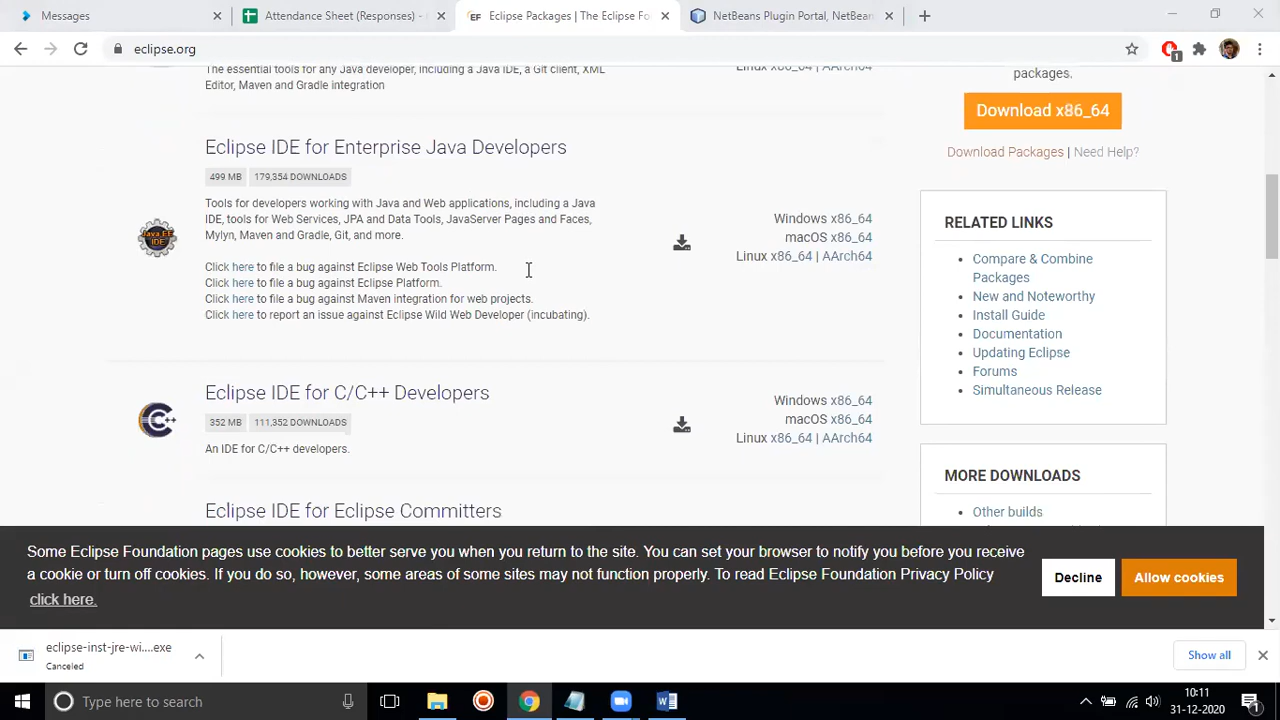 Messages
Attendance Sheet (Responses) -
EF Eclipse Packages | The Eclipse Fo
NetBeans Plugin Portal, NetBean
eclipse.org
1
The essential tools for any Java developer, including a Java IDE, a Git client, XML
Editor, Maven and Gradle integration
Linux x86_64 | AArch64
packages.
Download x86_64
Download Packages | Need Help?
Eclipse IDE for Enterprise Java Developers
499 MB 179,354 DOWNLOADS
Tools for developers working with Java and Web applications, including a Java
IDE, tools for Web Services, JPA and Data Tools, JavaServer Pages and Faces,
Mylyn, Maven and Gradle, Git, and more.
Click here to file a bug against Eclipse Web Tools Platform.
Click here to file a bug against Eclipse Platform.
Click here to file a bug against Maven integration for web projects.
Click here to report an issue against Eclipse Wild Web Developer (incubating).
Java EE
IDE
Windows x86_64
macOS x86_64
Linux x86_64 | AArch64
RELATED LINKS
Compare & Combine
Packages
New and Noteworthy
Install Guide
Documentation
Updating Eclipse
Forums
Simultaneous Release
Eclipse IDE for C/C++ Developers
352 MB 111,352 DOWNLOADS
An IDE for C/C++ developers.
C++
Windows x86_64
macOS x86_64
Linux x86_64 | AArch64
MORE DOWNLOADS
Other builds
Eclipse IDE for Eclipse Committers
Some Eclipse Foundation pages use cookies to better serve you when you return to the site. You can set your browser to notify you before you receive
a cookie or turn off cookies. If you do so, however, some areas of some sites may not function properly. To read Eclipse Foundation Privacy Policy
click here.
Decline
Allow cookies
eclipse-inst-jre-wi....exe
Canceled
Show all
Type here to search
10:11
31-12-2020
1